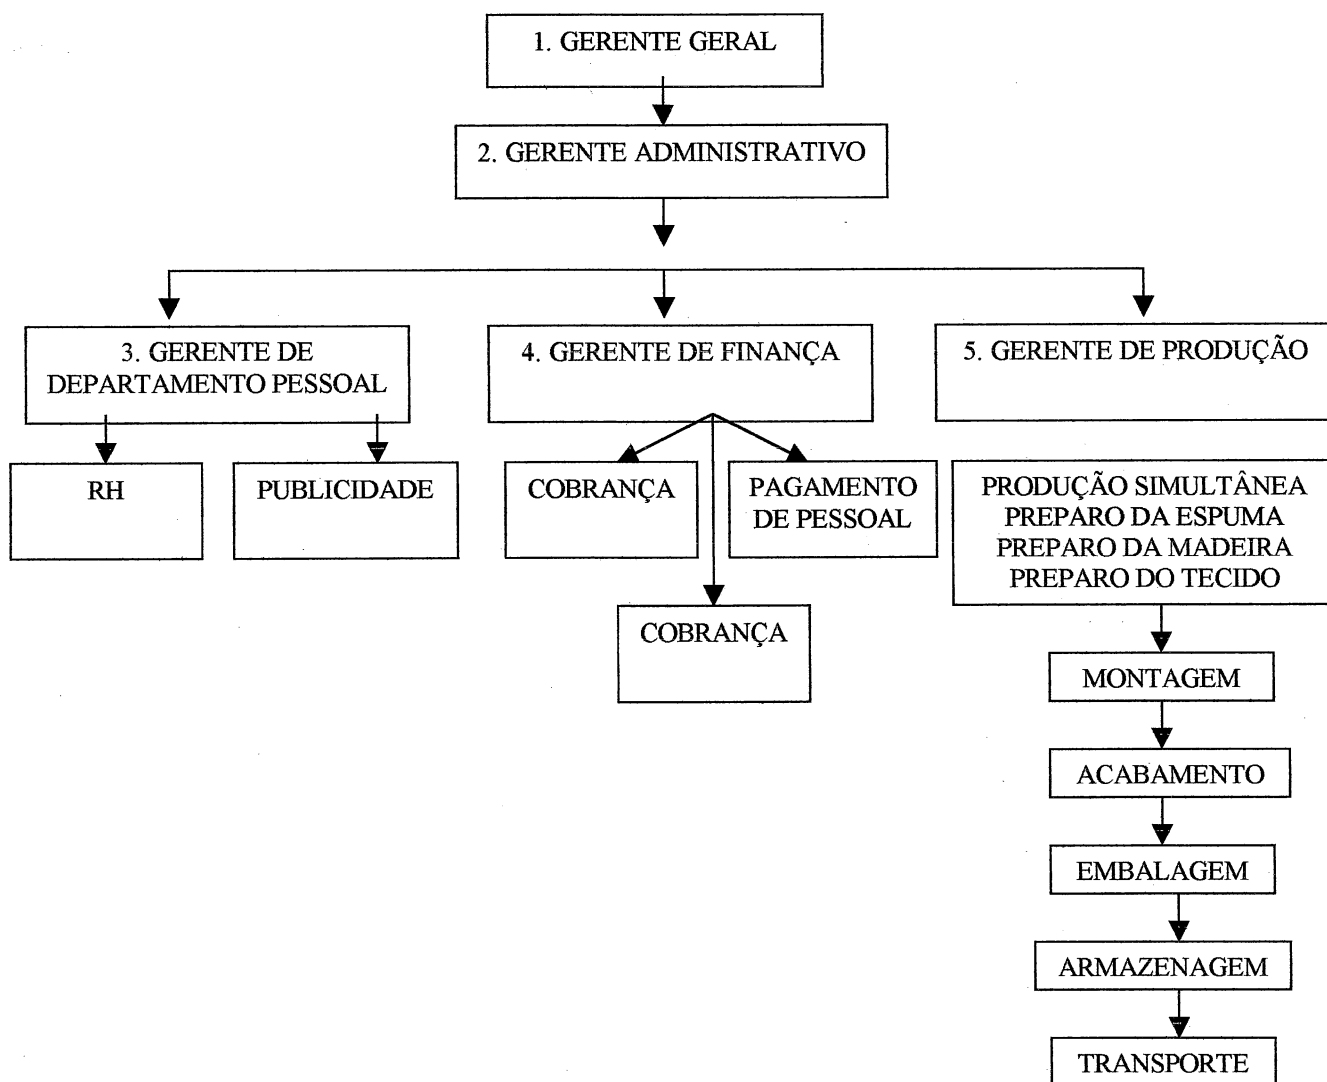 1. GERENTE GERAL
2. GERENTE ADMINISTRATIVO
3. GERENTE DE
DEPARTAMENTO PESSOAL
4. GERENTE DE FINANÇA
5. GERENTE DE PRODUÇÃO
RH
PUBLICIDADE
COBRANÇA
PAGAMENTO
DE PESSOAL
COBRANÇA
PRODUÇÃO SIMULTÂNEA
PREPARO DA ESPUMA
PREPARO DA MADEIRA
PREPARO DO TECIDO
MONTAGEM
ACABAMENTO
EMBALAGEM
ARMAZENAGEM
TRANSPORTE